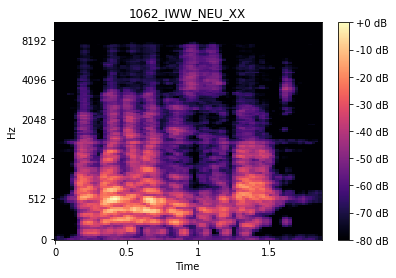 1062_IWW_NEU_XX
8192
4096
2048
1024
512
0
Hz
0
0.5
1
1.5
Time
+0 dB
-10 dB
-20 dB
-30 dB
-40 dB
-50 dB
-60 dB
-70 dB
-80 dB